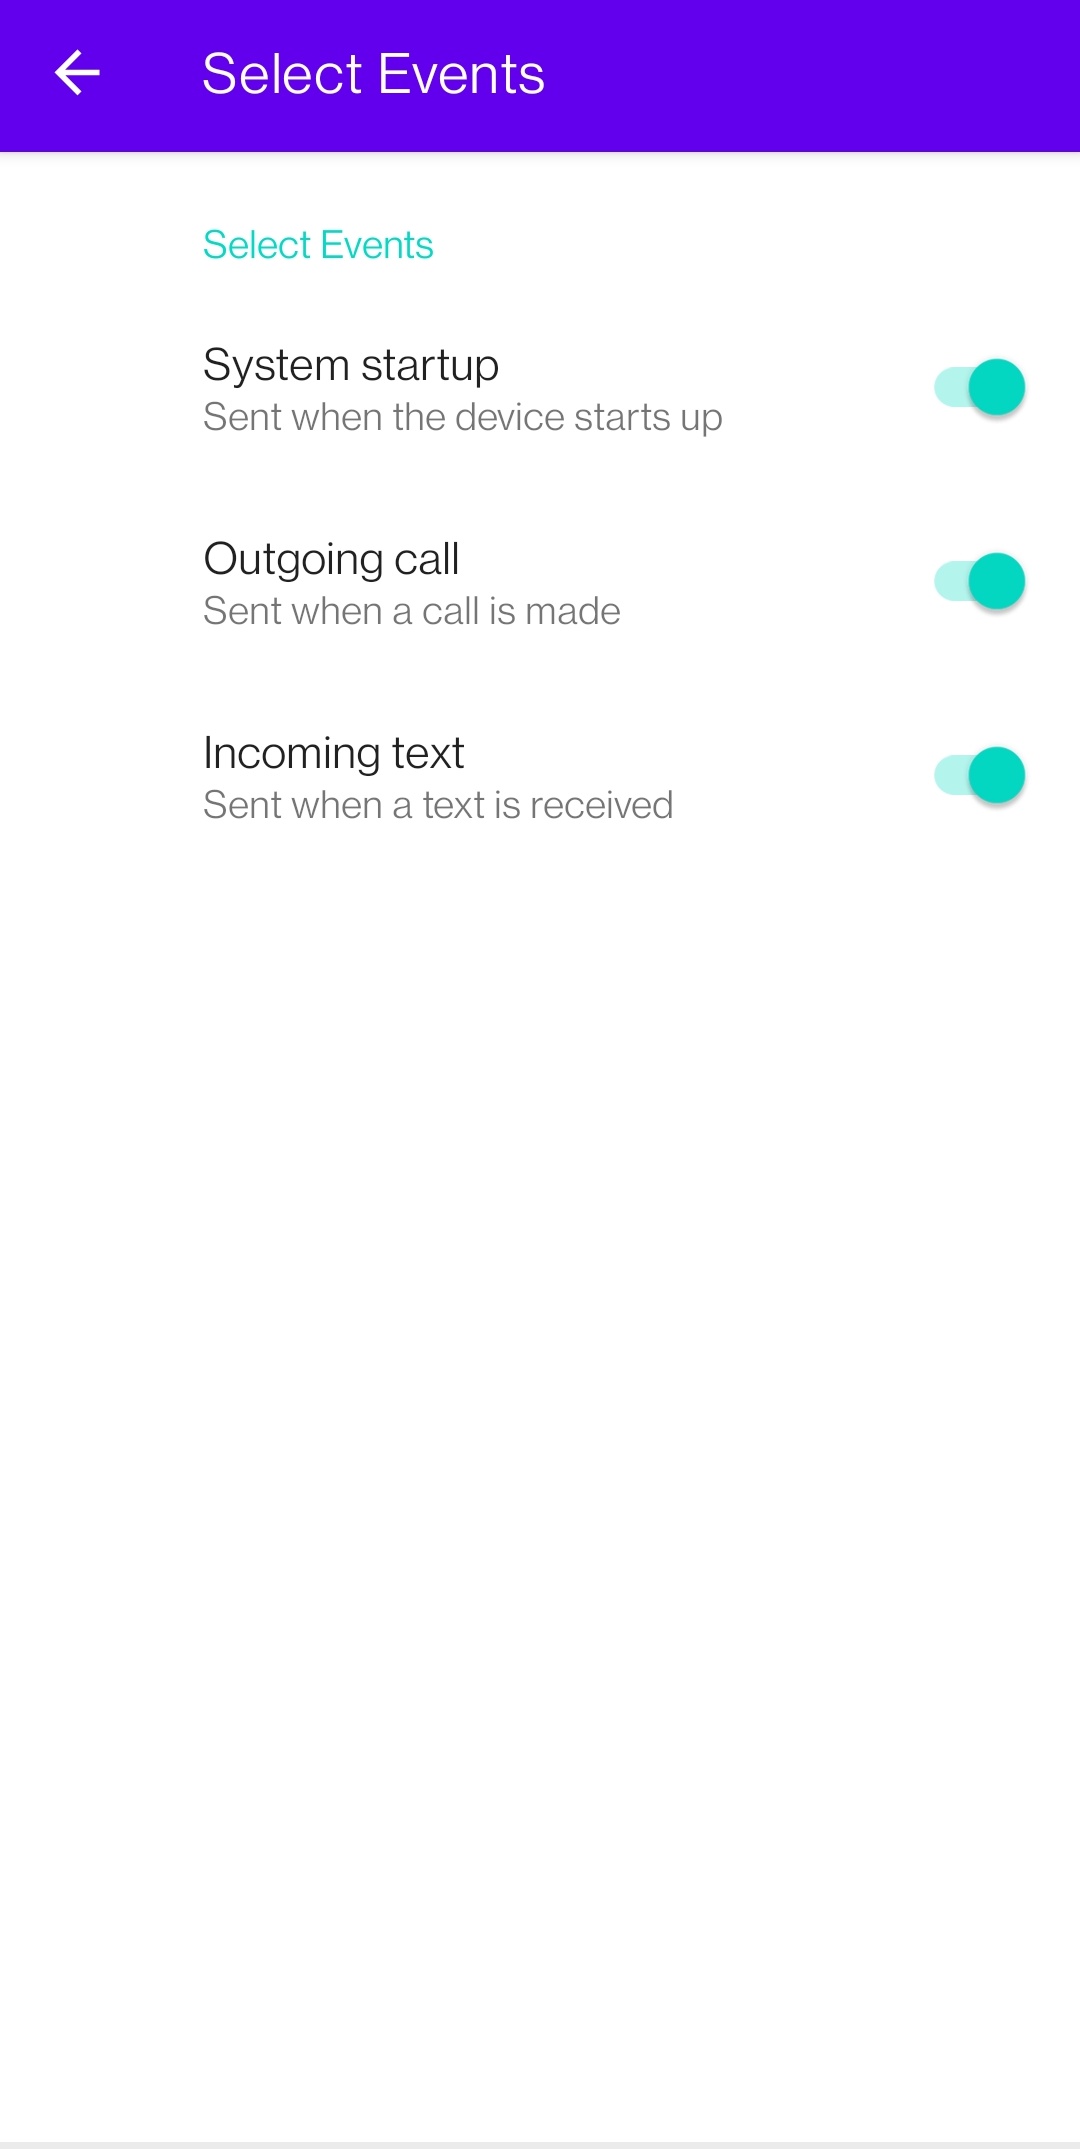 Select Events
Select Events
System startup
Sent when the device starts up
Outgoing call
Sent when a call is made
Incoming text
Sent when a text is received